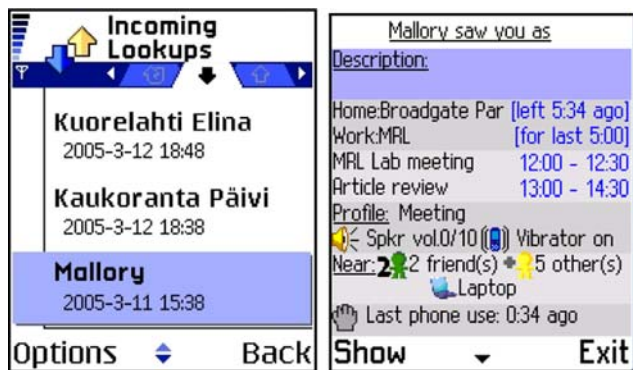 Incoming
Lookups
Kuorelahti Elina
2005-3-12 18:48
Kaukoranta Päivi
2005-3-12 18:38
Mallory
2005-3-11 15:38
Options Back
Mallory saw you as
Description:
Home:Broadgate Par [left 5:34 ago]
Work:MRL [for last 5:00]
MRL Lab meeting 12:00 - 12:30
Article review 13:00 - 14:30
Profile: Meeting
Spkr vol.0/10 Vibrator on
Near: 2 2 friend(s) + 5 other(s)
Laptop
Last phone use: 0:34 ago
Show Exit